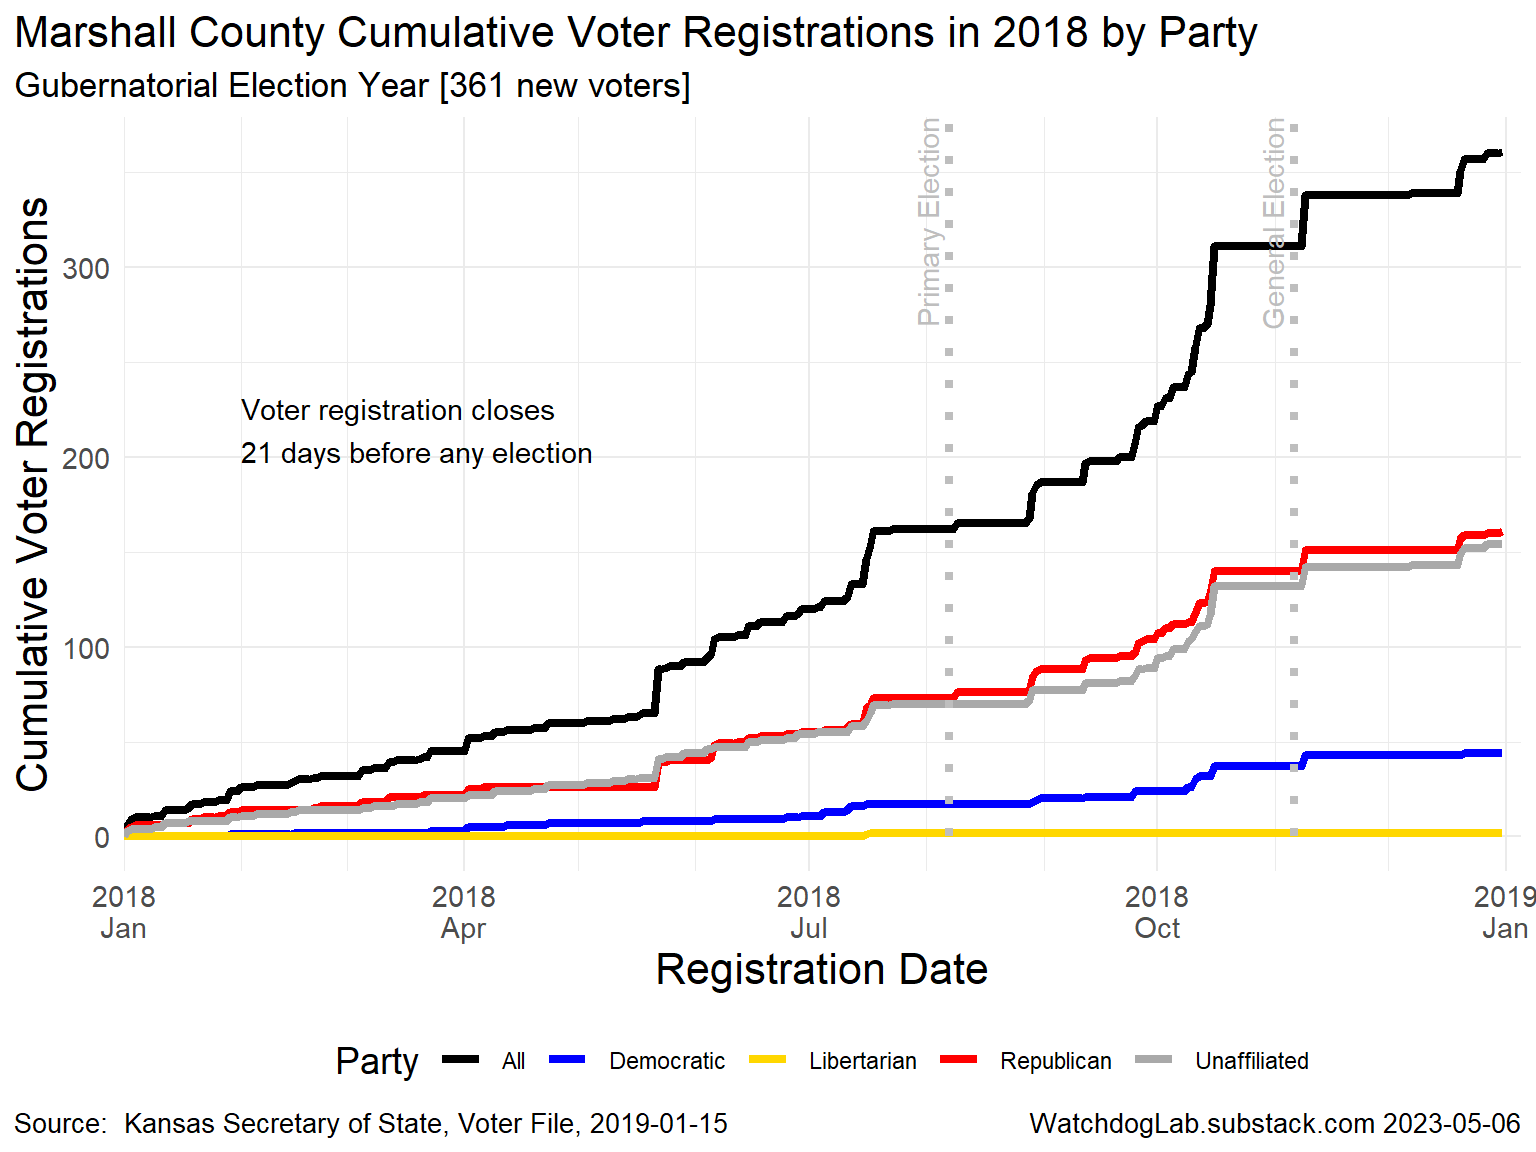 Marshall County Cumulative Voter Registrations in 2018 by Party
Gubernatorial Election Year [361 new voters]
Cumulative Voter Registrations
300
200
100
0
Primary Election
General Election
Voter registration closes
21 days before any election
2018
Jan
2018
Apr
2018
Jul
2018
Oct
2019
Jan
Registration Date
Party
All
Democratic
Libertarian
Republican
Unaffiliated
Source:  Kansas Secretary of State, Voter File, 2019-01-15
WatchdogLab.substack.com 2023-05-06